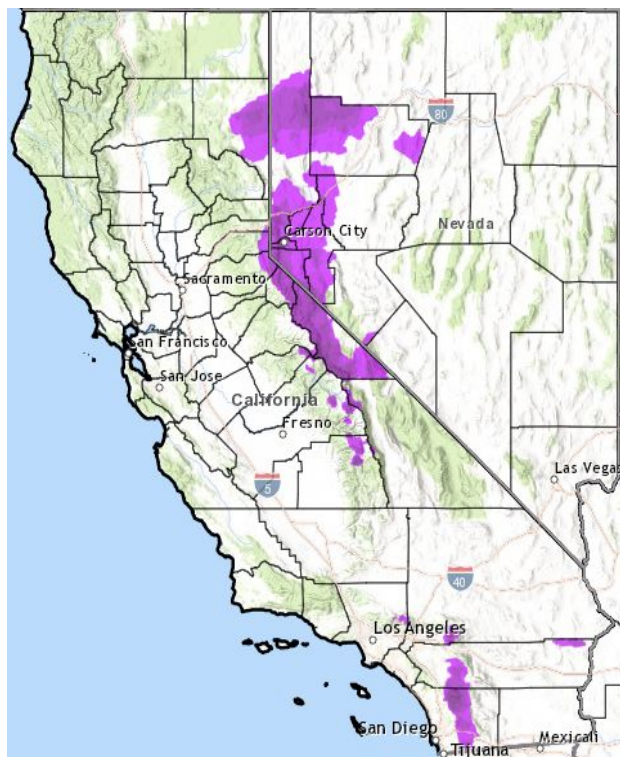 80
Nevada
Carson City
Sacramento
San Francisco
San Jose
California
Fresno
Las Vegas
5
40
Los Angeles
San Diego
Mexicali
Tijuana